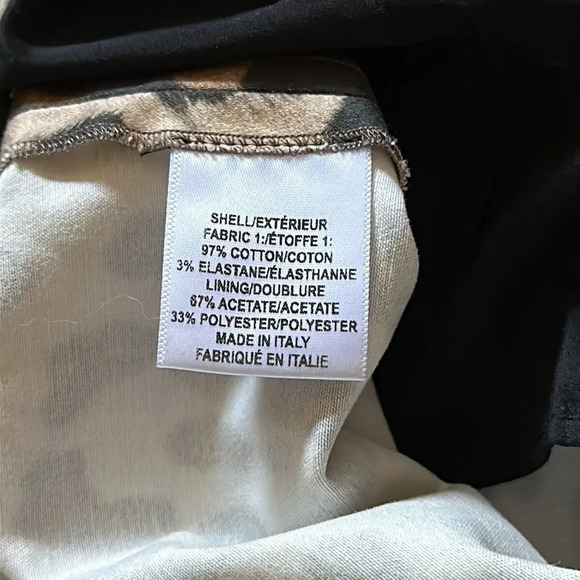 SHELL/EXTÉRIEUR
FABRIC 1:/ÉTOFFE 1:
97% COTTON/COTON
3% ELASTANE/ÉLASTHANNE
LINING/DOUBLURE
67% ACETATE/ACETATE
33% POLYESTER/POLYESTER
MADE IN ITALY
FABRIQUÉ EN ITALIE